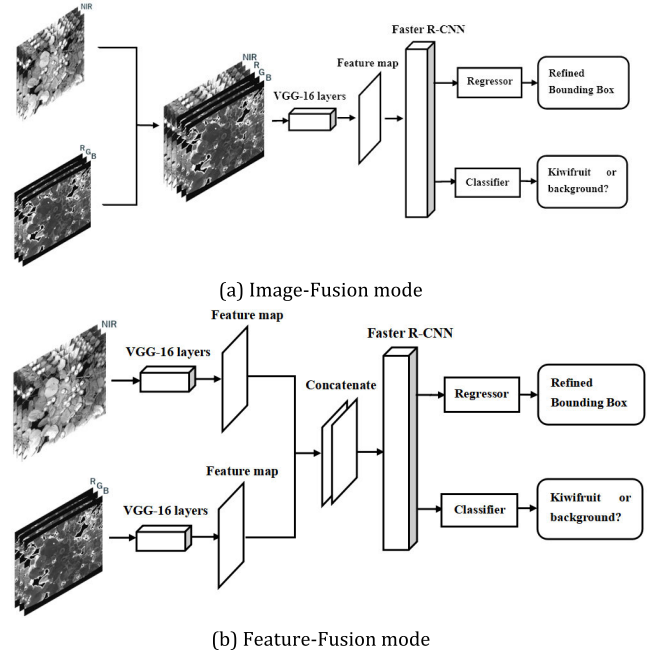 NIR
R
G
B
NIR
R
G
B
VGG-16 layers
Feature map
Faster R-CNN
Regressor
Refined
Bounding Box
Classifier
Kiwifruit or
background?
(a) Image-Fusion mode
NIR
VGG-16 layers
Feature map
R
G
B
VGG-16 layers
Feature map
Concatenate
Faster R-CNN
Regressor
Refined
Bounding Box
Classifier
Kiwifruit or
background?
(b) Feature-Fusion mode